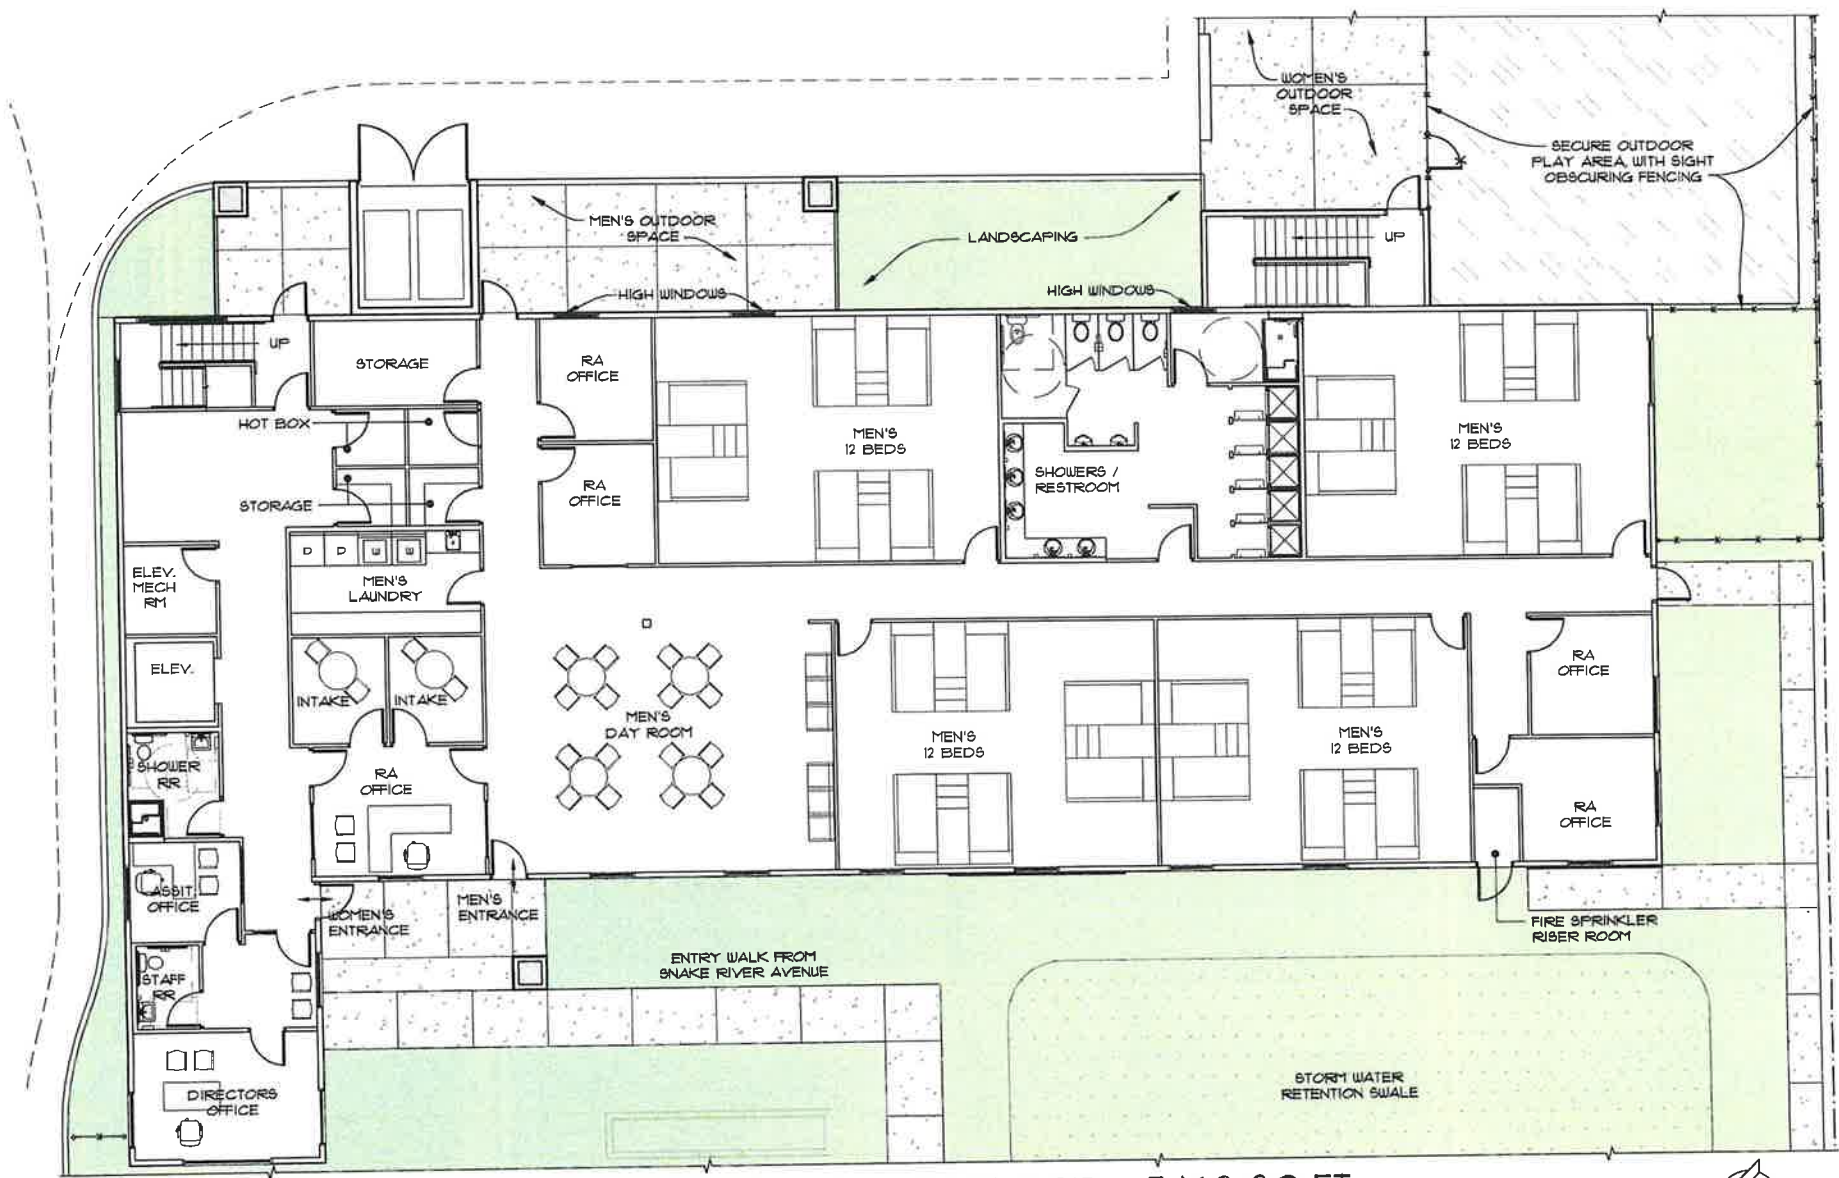 WOMEN'S
OUTDOOR
SPACE
SECURE OUTDOOR
PLAY AREA, WITH SIGHT
OBSCURING FENCING
MEN'S OUTDOOR
SPACE
LANDSCAPING
UP
HIGH WINDOWS
HIGH WINDOWS
UP
STORAGE
RA
OFFICE
HOT BOX
MEN'S
12 BEDS
MEN'S
12 BEDS
SHOWERS /
RESTROOM
RA
OFFICE
STORAGE
D
D
W
W
MEN'S
LAUNDRY
ELEV.
MECH
RM
ELEV.
INTAKE
INTAKE
MEN'S
DAY ROOM
RA
OFFICE
MEN'S
12 BEDS
MEN'S
12 BEDS
SHOWER
RR
RA
OFFICE
RA
OFFICE
ASSIT.
OFFICE
WOMEN'S
ENTRANCE
MEN'S
ENTRANCE
FIRE SPRINKLER
RISER ROOM
ENTRY WALK FROM
SNAKE RIVER AVENUE
STAFF
RR
DIRECTORS
OFFICE
STORM WATER
RETENTION SWALE
SQ FT